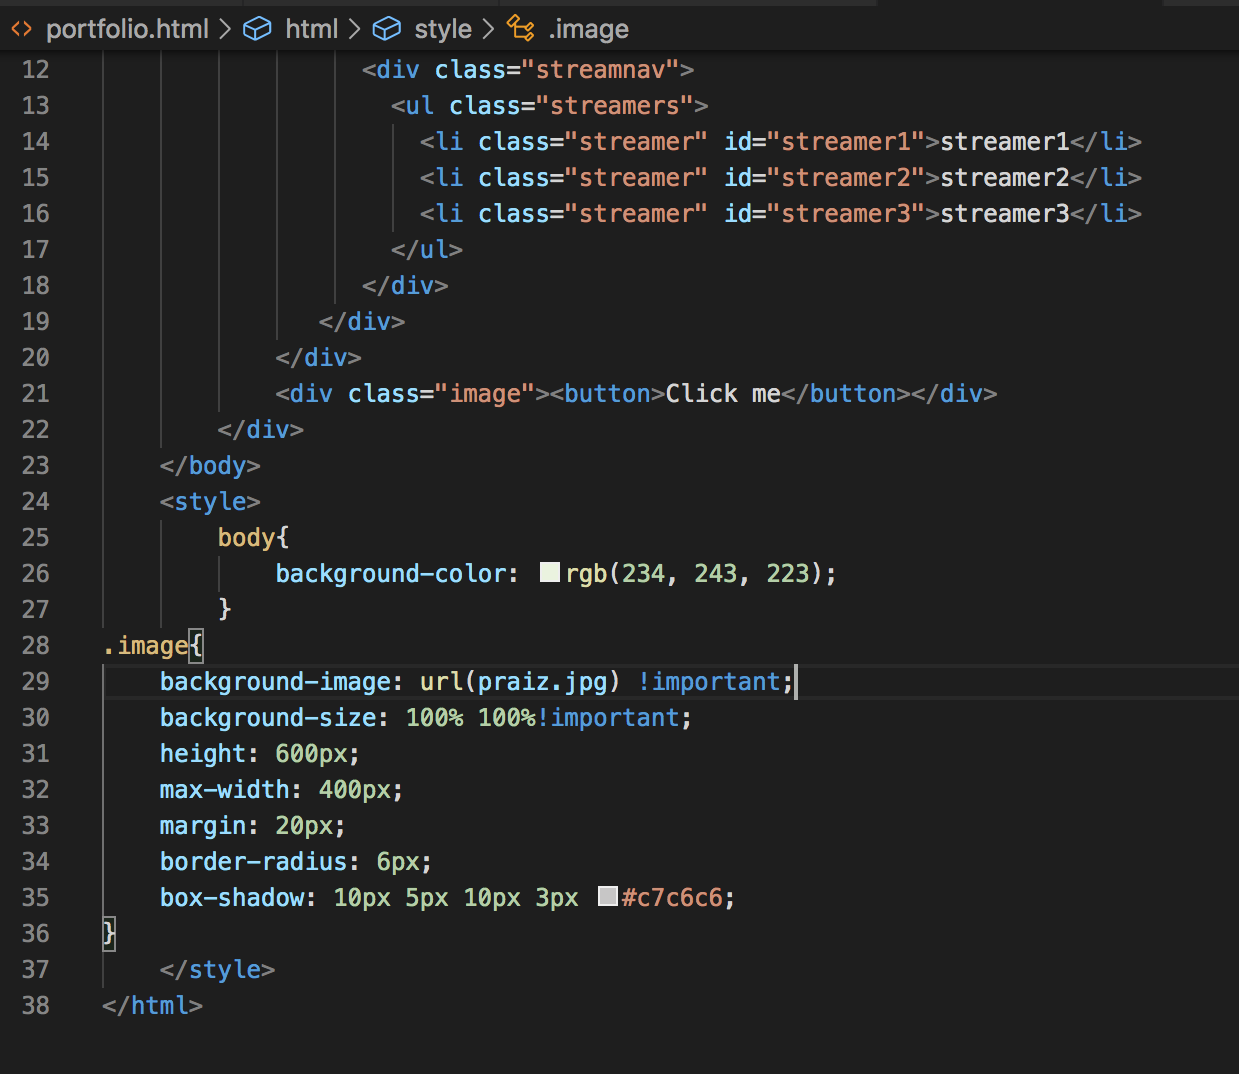 portfolio.html > html > style > .image
12 <div class="streamnav">
13 <ul class="streamers">
14 <li class="streamer" id="streamer1">streamer1</li>
15 <li class="streamer" id="streamer2">streamer2</li>
16 <li class="streamer" id="streamer3">streamer3</li>
17 </ul>
18 </div>
19 </div>
20 </div>
21 <div class="image"><button>Click me</button></div>
22 </div>
23 </body>
24 <style>
25 body{
26 background-color: rgb(234, 243, 223);
27 }
28 .image{
29 background-image: url(praiz.jpg) !important;
30 background-size: 100% 100%!important;
31 height: 600px;
32 max-width: 400px;
33 margin: 20px;
34 border-radius: 6px;
35 box-shadow: 10px 5px 10px 3px #c7c6c6;
36 }
37 </style>
38 </html>